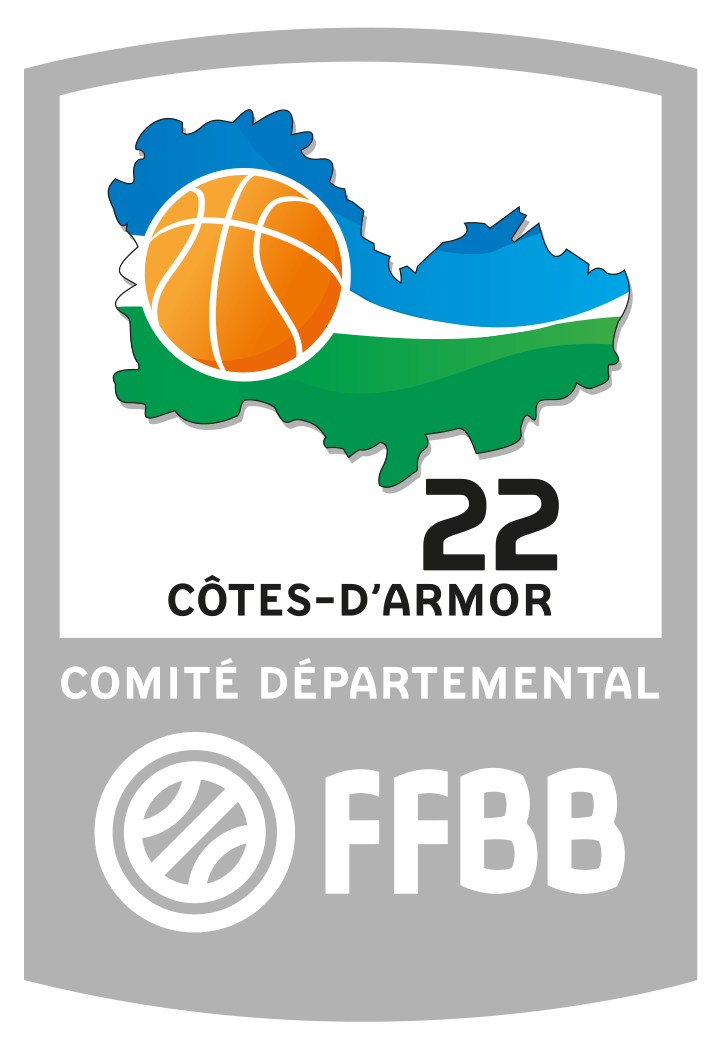 22
CÔTES-D'ARMOR
COMITÉ DÉPARTEMENTAL
FFBB